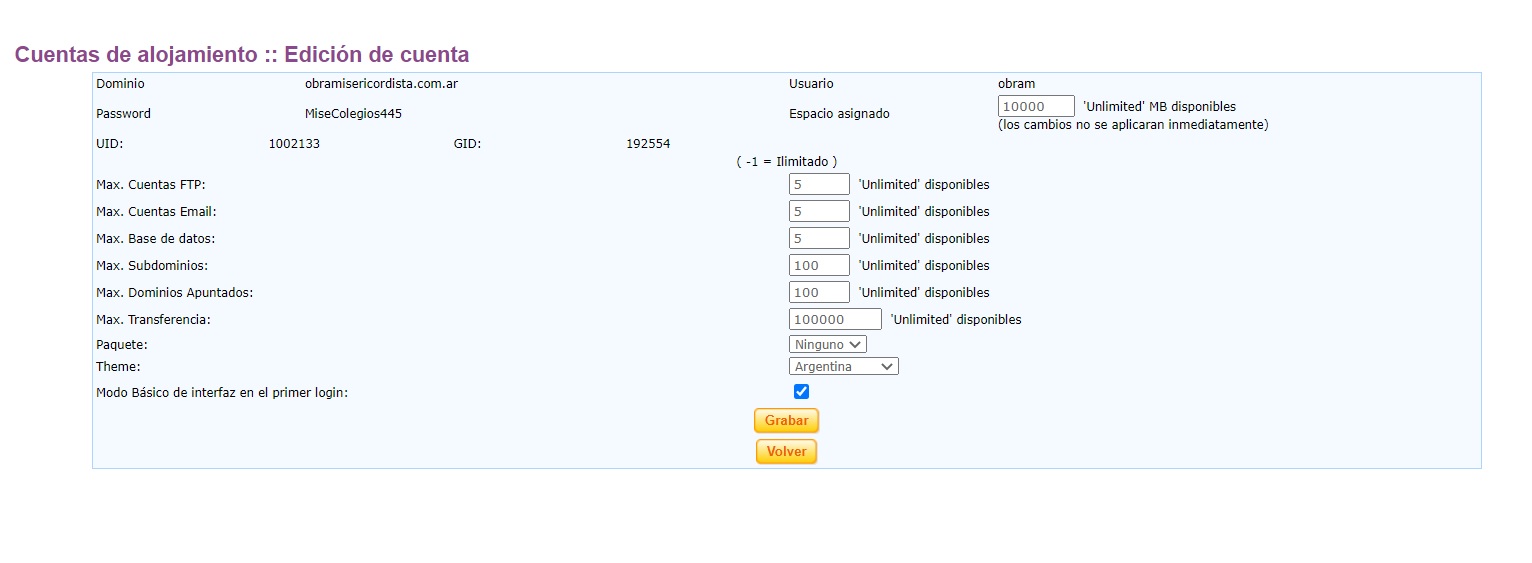 Cuentas de alojamiento :: Edición de cuenta
Dominio obramisericordista.com.ar Usuario obram
Password MiseColegios445 Espacio asignado 10000 'Unlimited' MB disponibles
(los cambios no se aplicaran inmediatamente)
UID: 1002133 GID: 192554
( -1 = Ilimitado )
Max. Cuentas FTP: 5 'Unlimited' disponibles
Max. Cuentas Email: 5 'Unlimited' disponibles
Max. Base de datos: 5 'Unlimited' disponibles
Max. Subdominios: 100 'Unlimited' disponibles
Max. Dominios Apuntados: 100 'Unlimited' disponibles
Max. Transferencia: 100000 'Unlimited' disponibles
Paquete: Ninguno
Theme: Argentina
Modo Básico de interfaz en el primer login:
Grabar
Volver